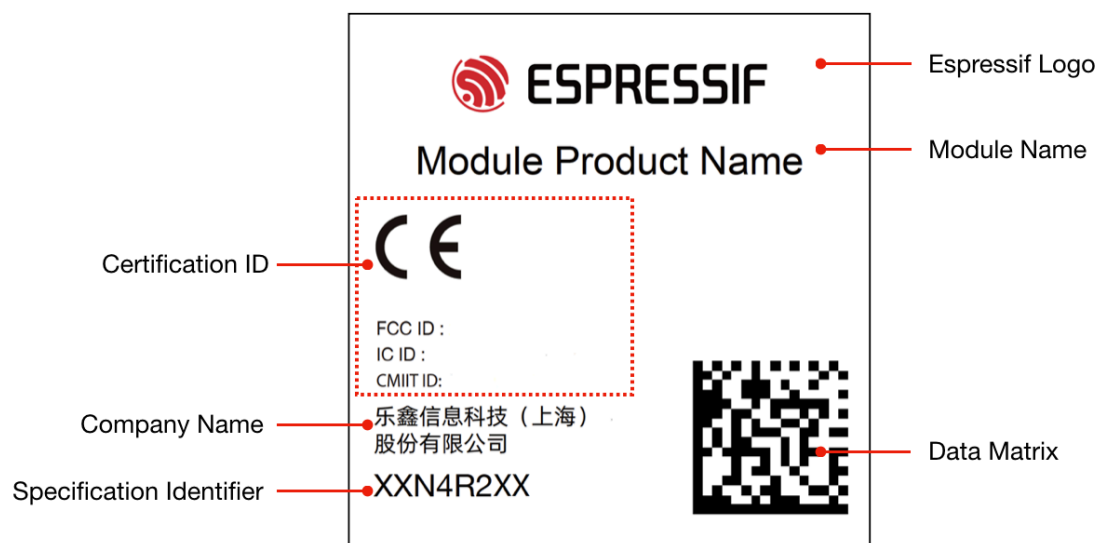 ESPRESSIF
Espressif Logo
Module Product Name
Module Name
CE
Certification ID
FCC ID :
IC ID :
CMIIT ID:
Company Name
乐鑫信息科技（上海）
股份有限公司
Data Matrix
Specification Identifier
XXN4R2XX